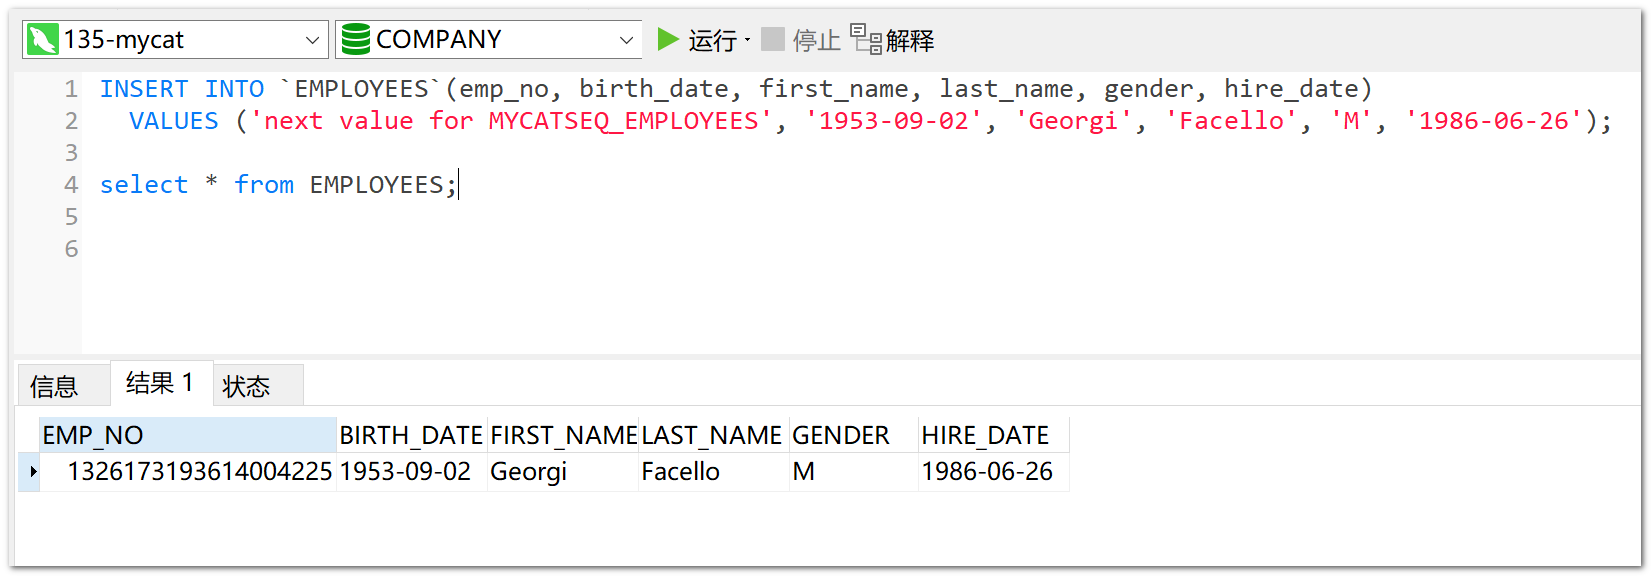 135-mycat COMPANY 运行 停止 解释
1 INSERT INTO `EMPLOYEES`(emp_no, birth_date, first_name, last_name, gender, hire_date)
2 VALUES ('next value for MYCATSEQ_EMPLOYEES', '1953-09-02', 'Georgi', 'Facello', 'M', '1986-06-26');
3
4 select * from EMPLOYEES;
5
6
信息 结果 1 状态
EMP_NO BIRTH_DATE FIRST_NAME LAST_NAME GENDER HIRE_DATE
1326173193614004225 1953-09-02 Georgi Facello M 1986-06-26